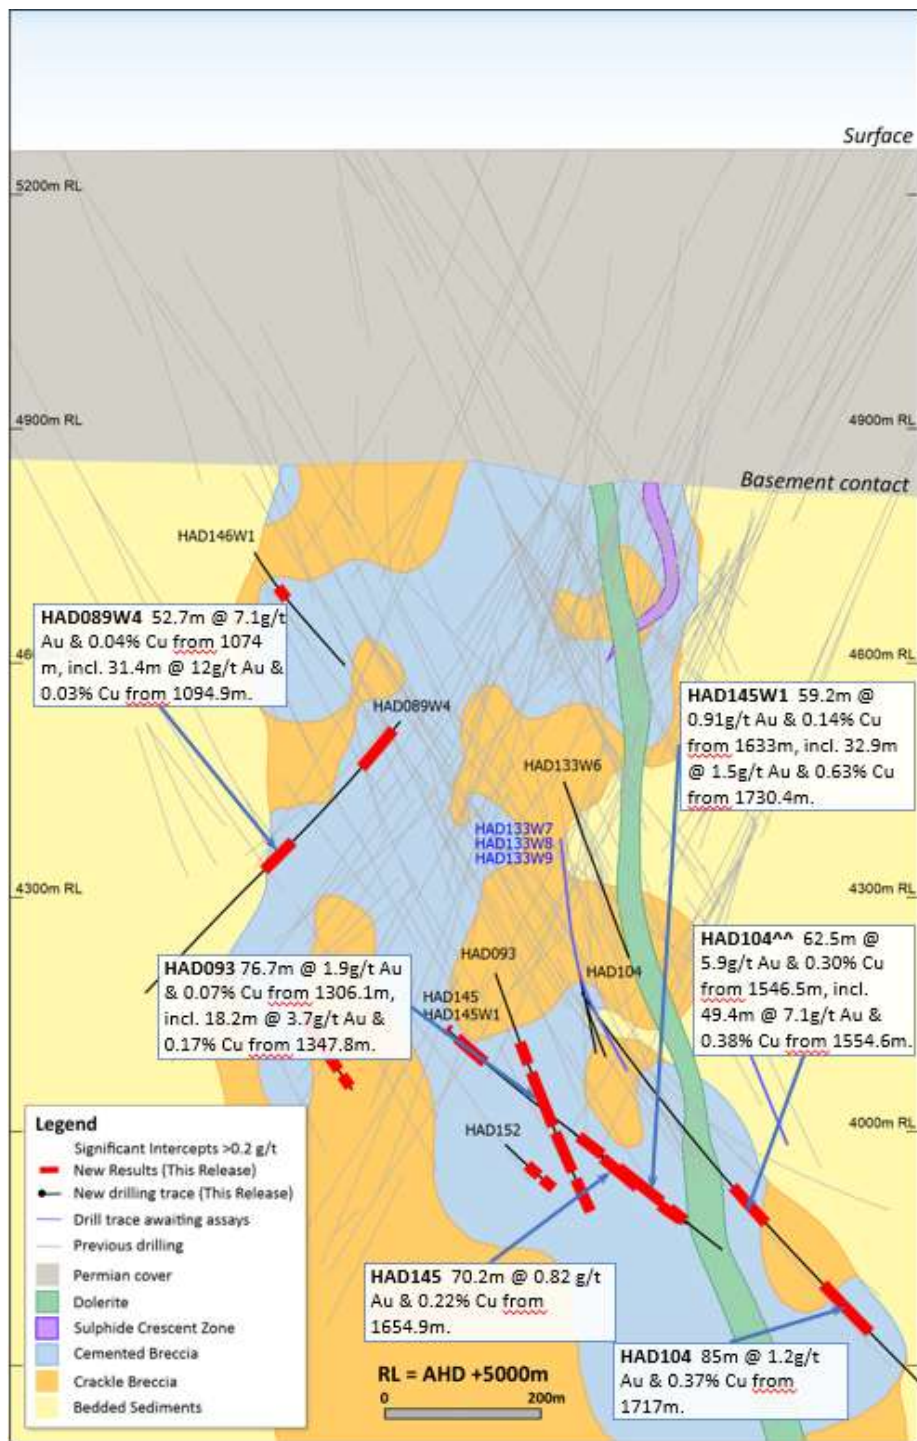 Surface
5200m RL
4900m RL
4900m RL
Basement contact
HAD146W1
HAD089W4 52.7m @ 7.1g/t
Au & 0.04% Cu from 1074
m, incl. 31.4m @ 12g/t Au &
0.03% Cu from 1094.9m.
4600m RL
HAD145W1 59.2m @
0.91g/t Au & 0.14% Cu
from 1633m, incl. 32.9m
@ 1.5g/t Au & 0.63% Cu
from 1730.4m.
HAD089W4
HAD133W6
HAD133W7
HAD133W8
HAD133W9
4300m RL
4300m RL
HAD104^^ 62.5m @
5.9g/t Au & 0.30% Cu
from 1546.5m, incl.
49.4m @ 7.1g/t Au &
0.38% Cu from 1554.6m.
HAD093
HAD104
HAD093 76.7m @ 1.9g/t Au
& 0.07% Cu from 1306.1m,
incl. 18.2m @ 3.7g/t Au &
0.17% Cu from 1347.8m.
HAD145
HAD145W1
4000m RL
HAD152
Legend
Significant Intercepts >0.2 g/t
New Results (This Release)
New drilling trace (This Release)
Drill trace awaiting assays
Previous drilling
Permian cover
Dolerite
Sulphide Crescent Zone
Cemented Breccia
Crackle Breccia
Bedded Sediments
HAD145 70.2m @ 0.82 g/t
Au & 0.22% Cu from
1654.9m.
HAD104 85m @ 1.2g/t
Au & 0.37% Cu from
1717m.
RL = AHD +5000m
0 200m